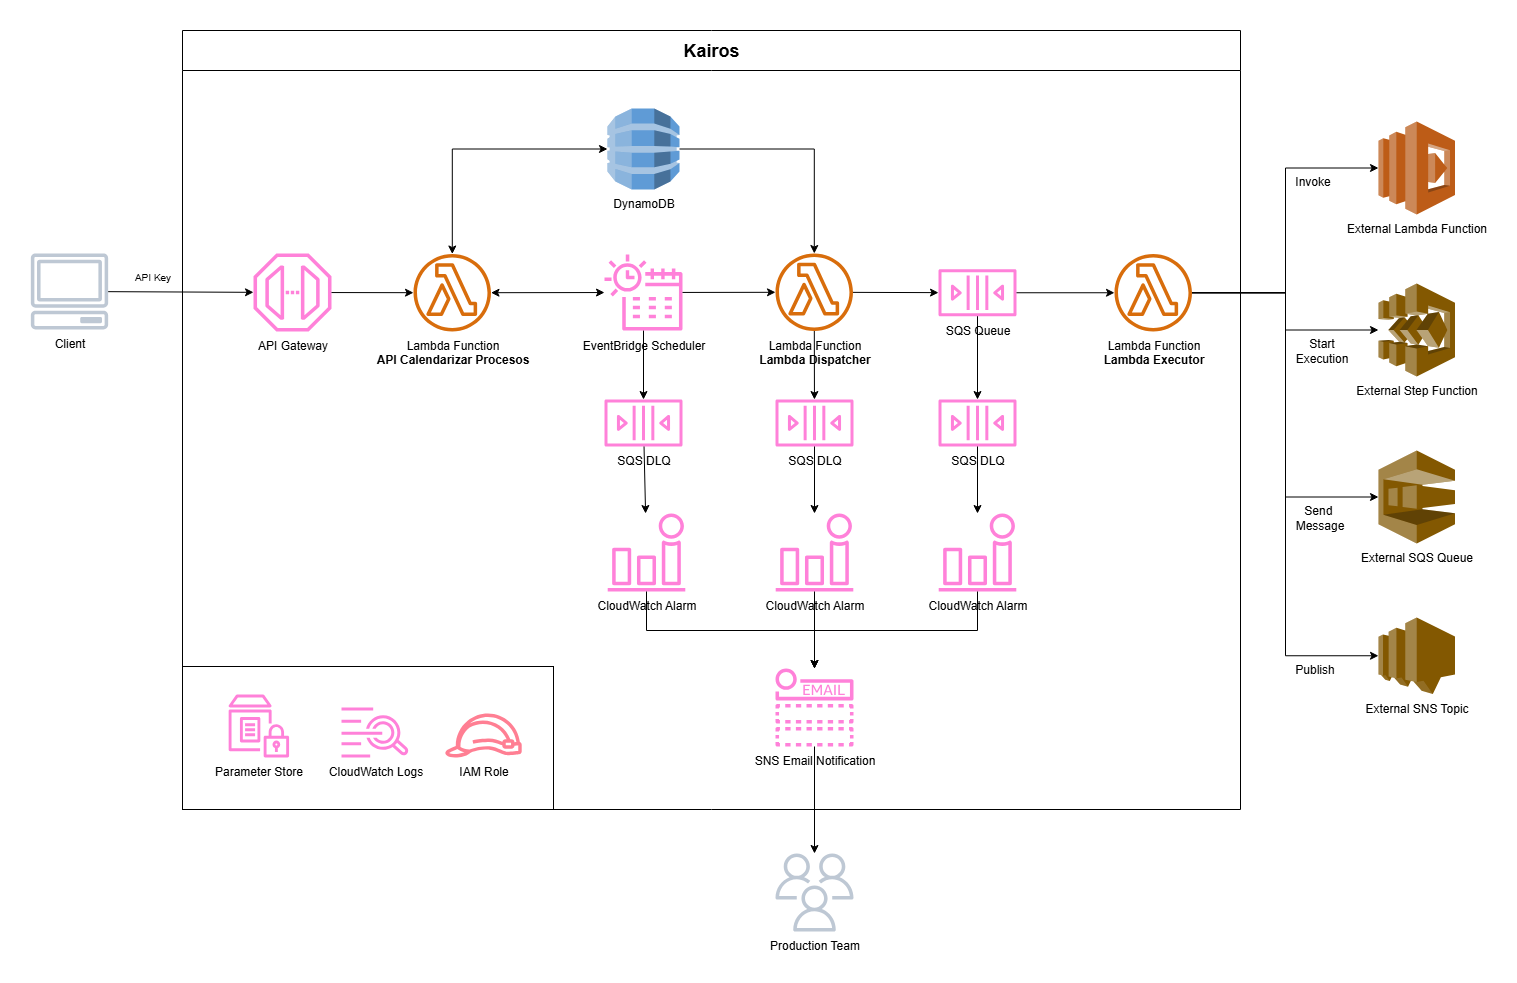 Kairos
DynamoDB
Invoke
External Lambda Function
API Key
Client
API Gateway
Lambda Function
API Calendarizar Procesos
EventBridge Scheduler
Lambda Function
Lambda Dispatcher
SQS Queue
Lambda Function
Lambda Executor
Start
Execution
External Step Function
SQS DLQ
SQS DLQ
SQS DLQ
Send
Message
External SQS Queue
CloudWatch Alarm
CloudWatch Alarm
CloudWatch Alarm
Publish
External SNS Topic
EMAIL
SNS Email Notification
Parameter Store
CloudWatch Logs
IAM Role
Production Team